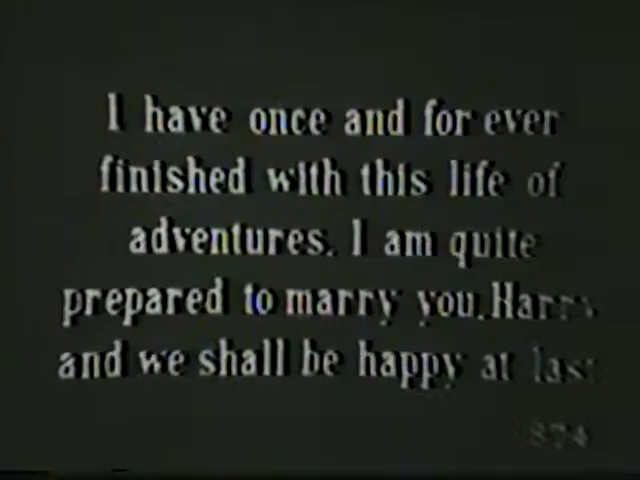 I have once and for ever
finished with this life of
adventures. I am quite
prepared to marry you, Harry
and we shall be happy at last
874